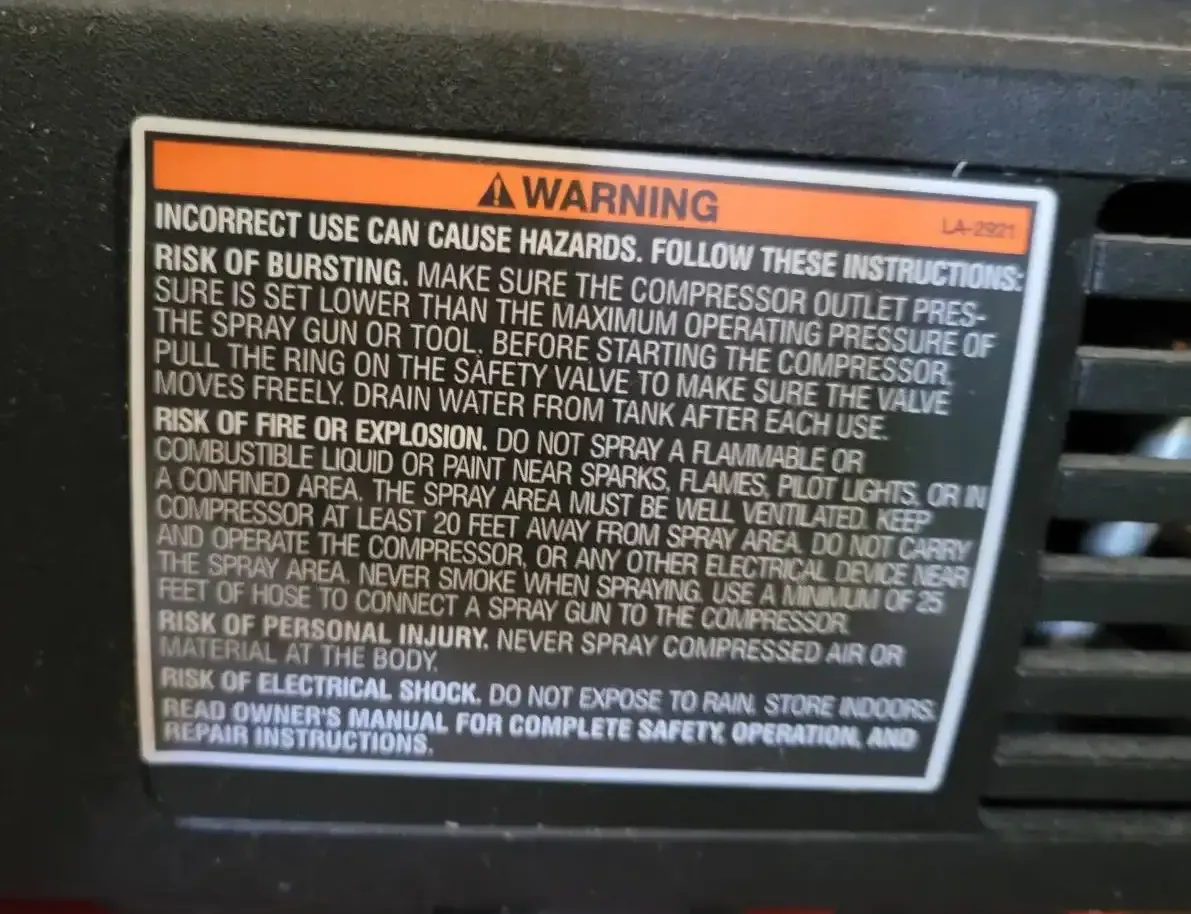 WARNING
LA-2921
INCORRECT USE CAN CAUSE HAZARDS. FOLLOW THESE INSTRUCTIONS:
RISK OF BURSTING. MAKE SURE THE COMPRESSOR OUTLET PRES-
SURE IS SET LOWER THAN THE MAXIMUM OPERATING PRESSURE OF
THE SPRAY GUN OR TOOL. BEFORE STARTING THE COMPRESSOR,
PULL THE RING ON THE SAFETY VALVE TO MAKE SURE THE VALVE
MOVES FREELY. DRAIN WATER FROM TANK AFTER EACH USE.
RISK OF FIRE OR EXPLOSION. DO NOT SPRAY A FLAMMABLE OR
COMBUSTIBLE LIQUID OR PAINT NEAR SPARKS, FLAMES, PILOT LIGHTS, OR IN
A CONFINED AREA. THE SPRAY AREA MUST BE WELL VENTILATED. KEEP
COMPRESSOR AT LEAST 20 FEET AWAY FROM SPRAY AREA. DO NOT CARRY
AND OPERATE THE COMPRESSOR, OR ANY OTHER ELECTRICAL DEVICE NEAR
THE SPRAY AREA. NEVER SMOKE WHEN SPRAYING. USE A MINIMUM OF 25
FEET OF HOSE TO CONNECT A SPRAY GUN TO THE COMPRESSOR.
RISK OF PERSONAL INJURY. NEVER SPRAY COMPRESSED AIR OR
MATERIAL AT THE BODY.
RISK OF ELECTRICAL SHOCK. DO NOT EXPOSE TO RAIN. STORE INDOORS.
READ OWNER'S MANUAL FOR COMPLETE SAFETY, OPERATION, AND
REPAIR INSTRUCTIONS.